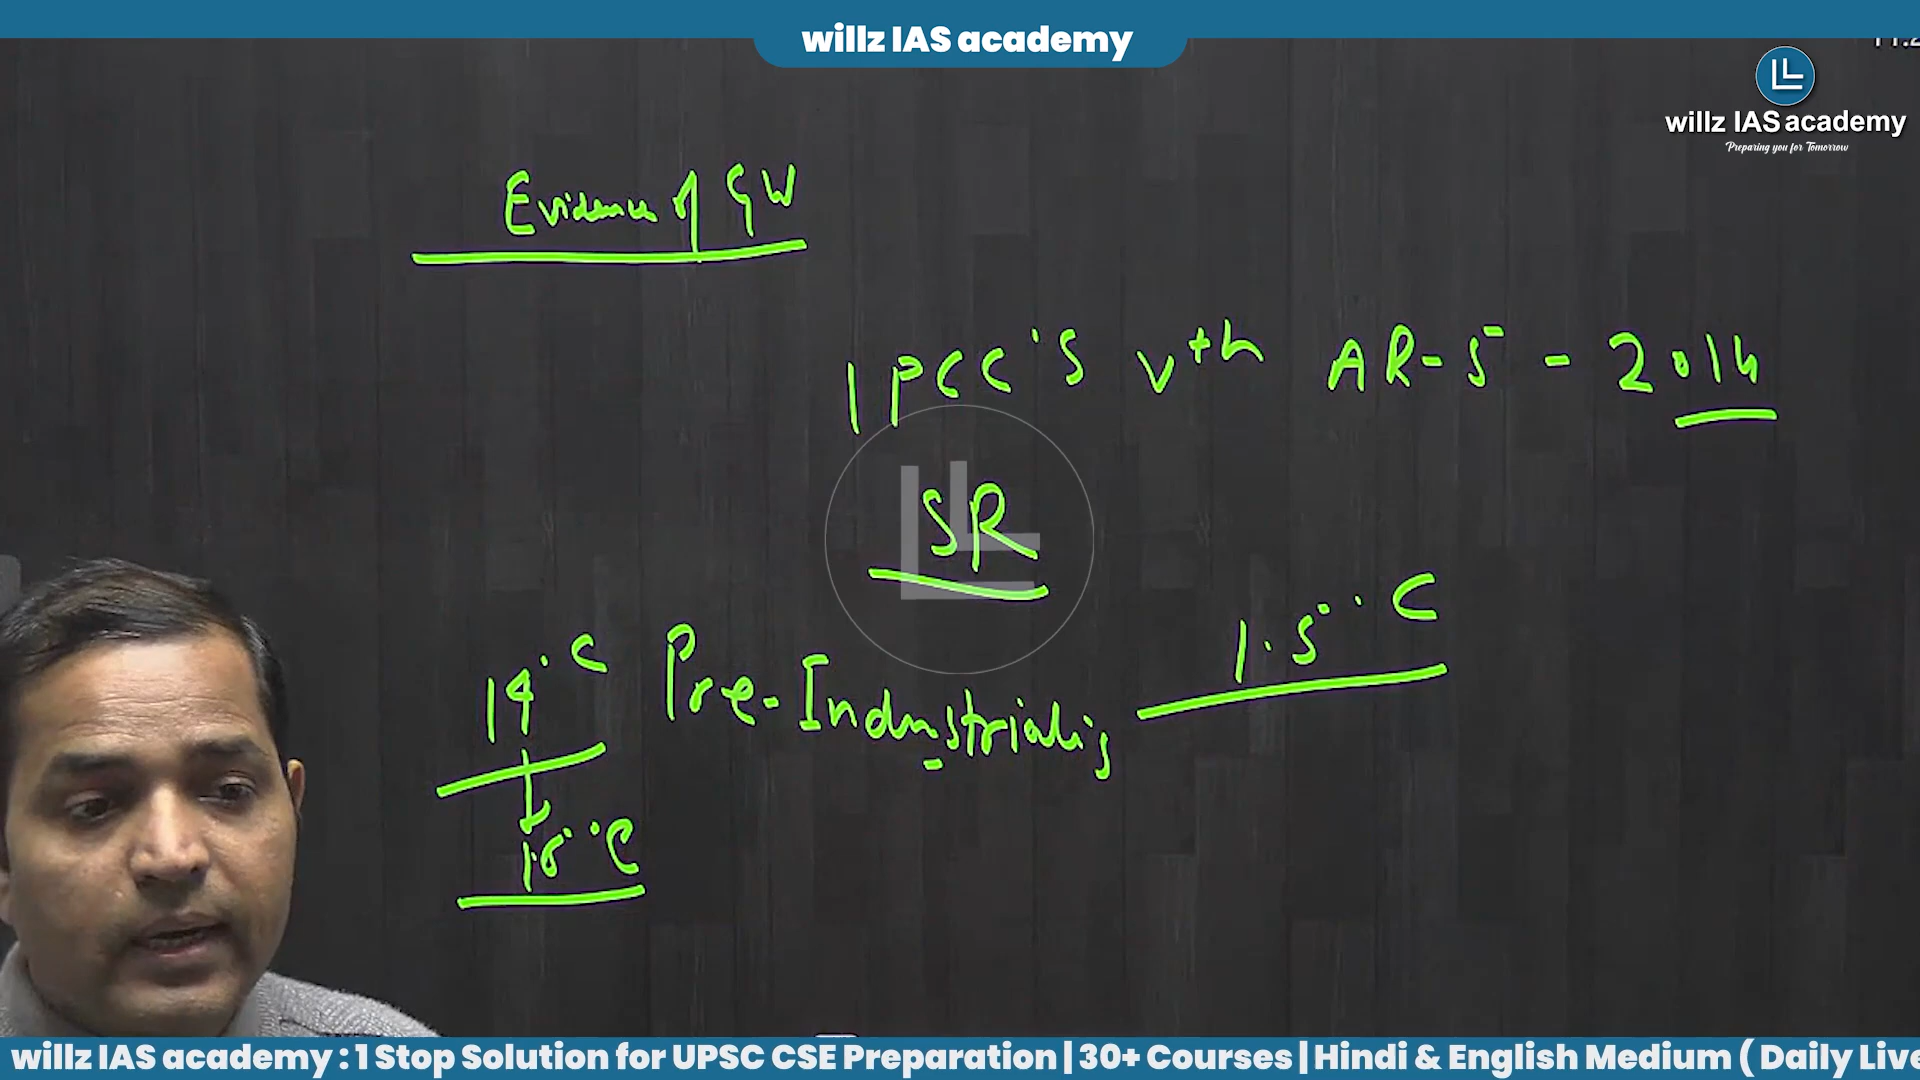 willz IAS academy
willz IAS academy
Preparing you for Tomorrow
Evidence of GW
IPCC'S Vth AR-5 - 2014
SR
1.5°C
14°C Pre-Industrial
°C
willz IAS academy : 1 Stop Solution for UPSC CSE Preparation | 30+ Courses | Hindi & English Medium ( Daily Live